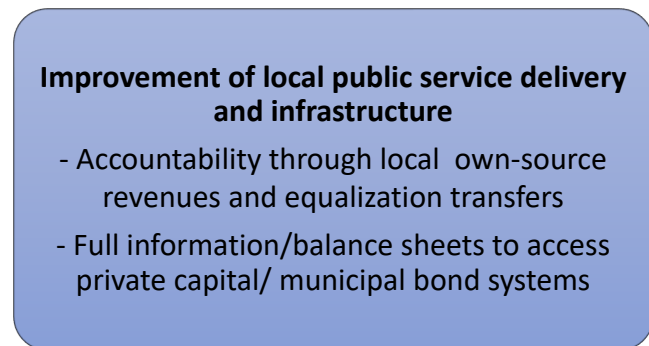 Improvement of local public service delivery
and infrastructure
- Accountability through local own-source
revenues and equalization transfers
- Full information/balance sheets to access
private capital/ municipal bond systems